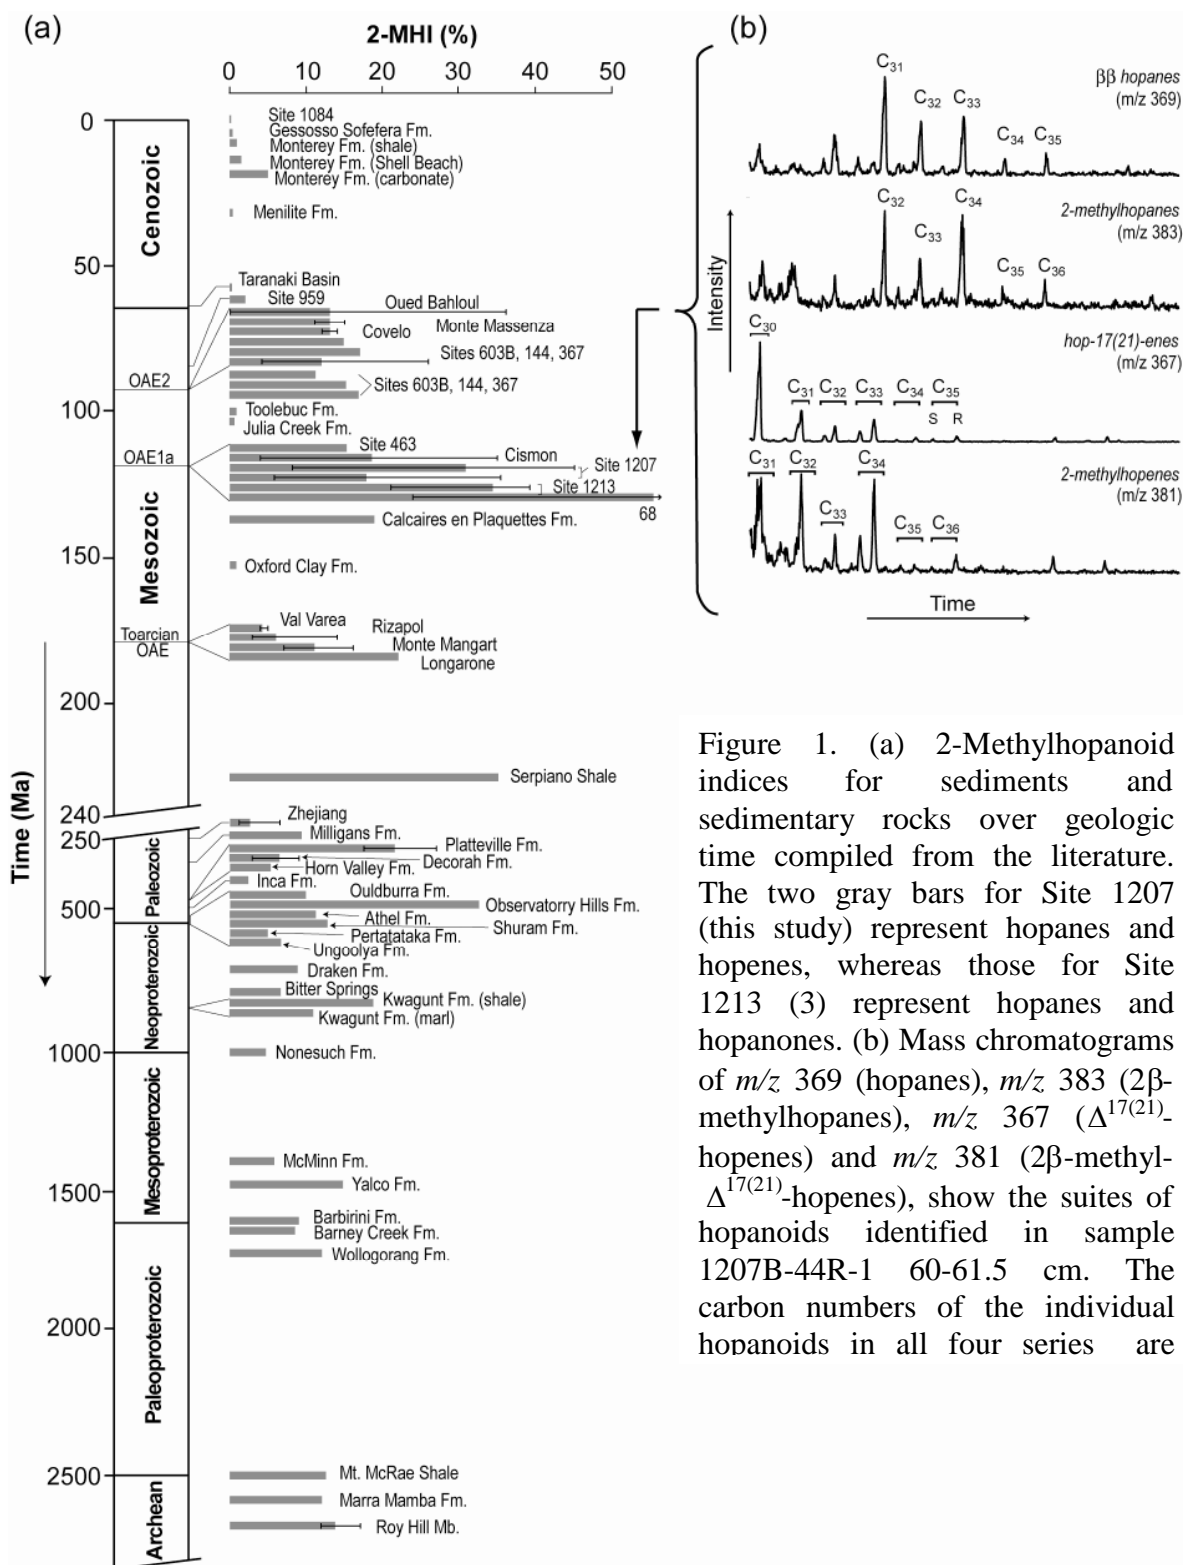 (a)
2-MHI (%)
0 10 20 30 40 50
0
50
100
150
200
240
250
500
1000
1500
2000
2500
Time (Ma)
Cenozoic
Mesozoic
Paleozoic
Neoproterozoic
Mesoproterozoic
Paleoproterozoic
Archean
OAE2
OAE1a
Toarcian
OAE
Site 1084
Gessosso Sofefera Fm.
Monterey Fm. (shale)
Monterey Fm. (Shell Beach)
Monterey Fm. (carbonate)
Menilite Fm.
Taranaki Basin
Site 959
Oued Bahloul
Monte Massenza
Covelo
Sites 603B, 144, 367
Sites 603B, 144, 367
Toolebuc Fm.
Julia Creek Fm.
Site 463
Cismon
Site 1207
Site 1213
68
Calcaires en Plaquettes Fm.
Oxford Clay Fm.
Val Varea
Rizapol
Monte Mangart
Longarone
Serpiano Shale
Zhejiang
Milligans Fm.
Platteville Fm.
Decorah Fm.
Horn Valley Fm.
Inca Fm.
Ouldburra Fm.
Observatorry Hills Fm.
Athel Fm.
Shuram Fm.
Pertatataka Fm.
Ungoolya Fm.
Draken Fm.
Bitter Springs
Kwagunt Fm. (shale)
Kwagunt Fm. (marl)
Nonesuch Fm.
McMinn Fm.
Yalco Fm.
Barbirini Fm.
Barney Creek Fm.
Wollogorang Fm.
Mt. McRae Shale
Marra Mamba Fm.
Roy Hill Mb.
(b)
ββ hopanes
(m/z 369)
C31 C32 C33 C34 C35
2-methylhopanes
(m/z 383)
C32 C33 C34 C35 C36
hop-17(21)-enes
(m/z 367)
C30 C31 C32 C33 C34 C35
S R
2-methylhopenes
(m/z 381)
C31 C32 C33 C34 C35 C36
Intensity
Time
Figure 1. (a) 2-Methylhopanoid
indices for sediments and
sedimentary rocks over geologic
time compiled from the literature.
The two gray bars for Site 1207
(this study) represent hopanes and
hopenes, whereas those for Site
1213 (3) represent hopanes and
hopanones. (b) Mass chromatograms
of m/z 369 (hopanes), m/z 383 (2β-
methylhopanes), m/z 367 (Δ17(21)-
hopenes) and m/z 381 (2β-methyl-
Δ17(21)-hopenes), show the suites of
hopanoids identified in sample
1207B-44R-1 60-61.5 cm. The
carbon numbers of the individual
hopanoids in all four series are